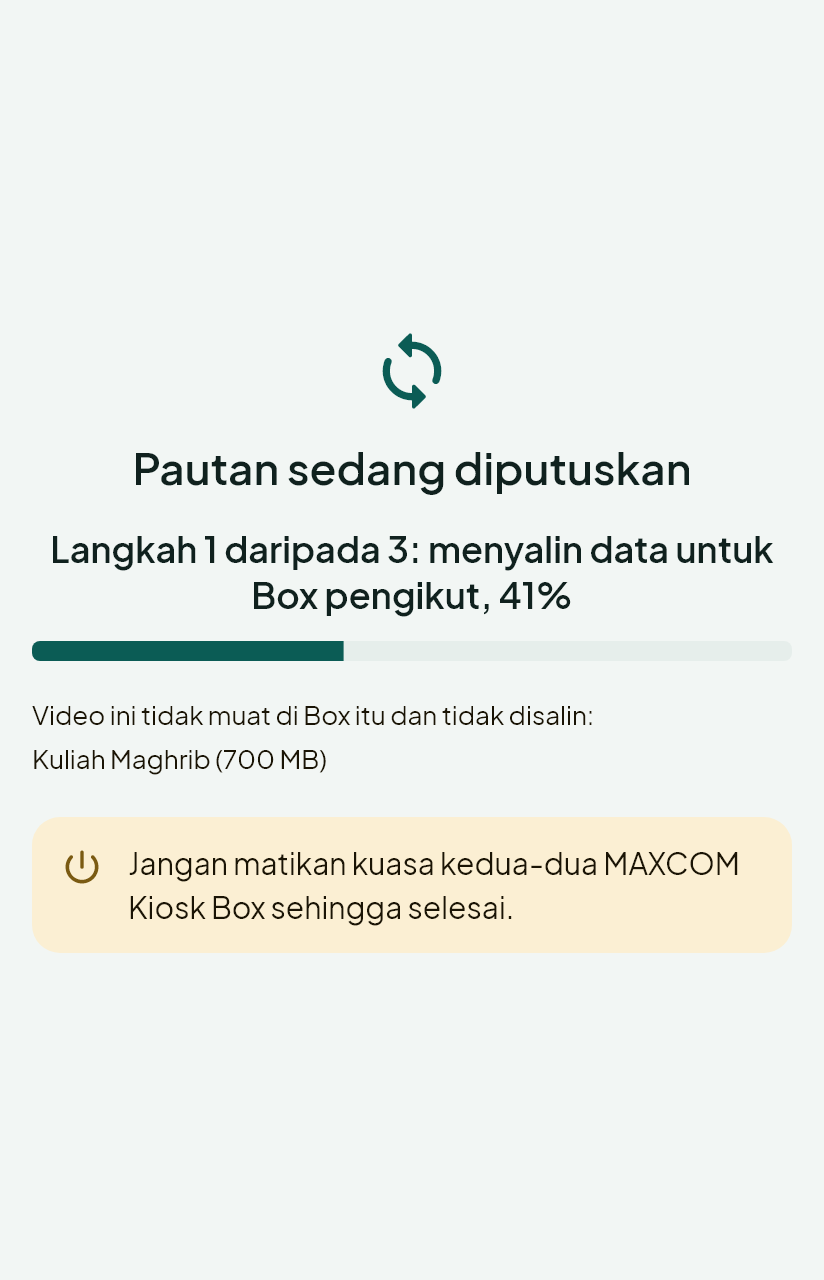 Pautan sedang diputuskan
Langkah 1 daripada 3: menyalin data untuk
Box pengikut, 41%
Video ini tidak muat di Box itu dan tidak disalin:
Kuliah Maghrib (700 MB)
Jangan matikan kuasa kedua-dua MAXCOM
Kiosk Box sehingga selesai.